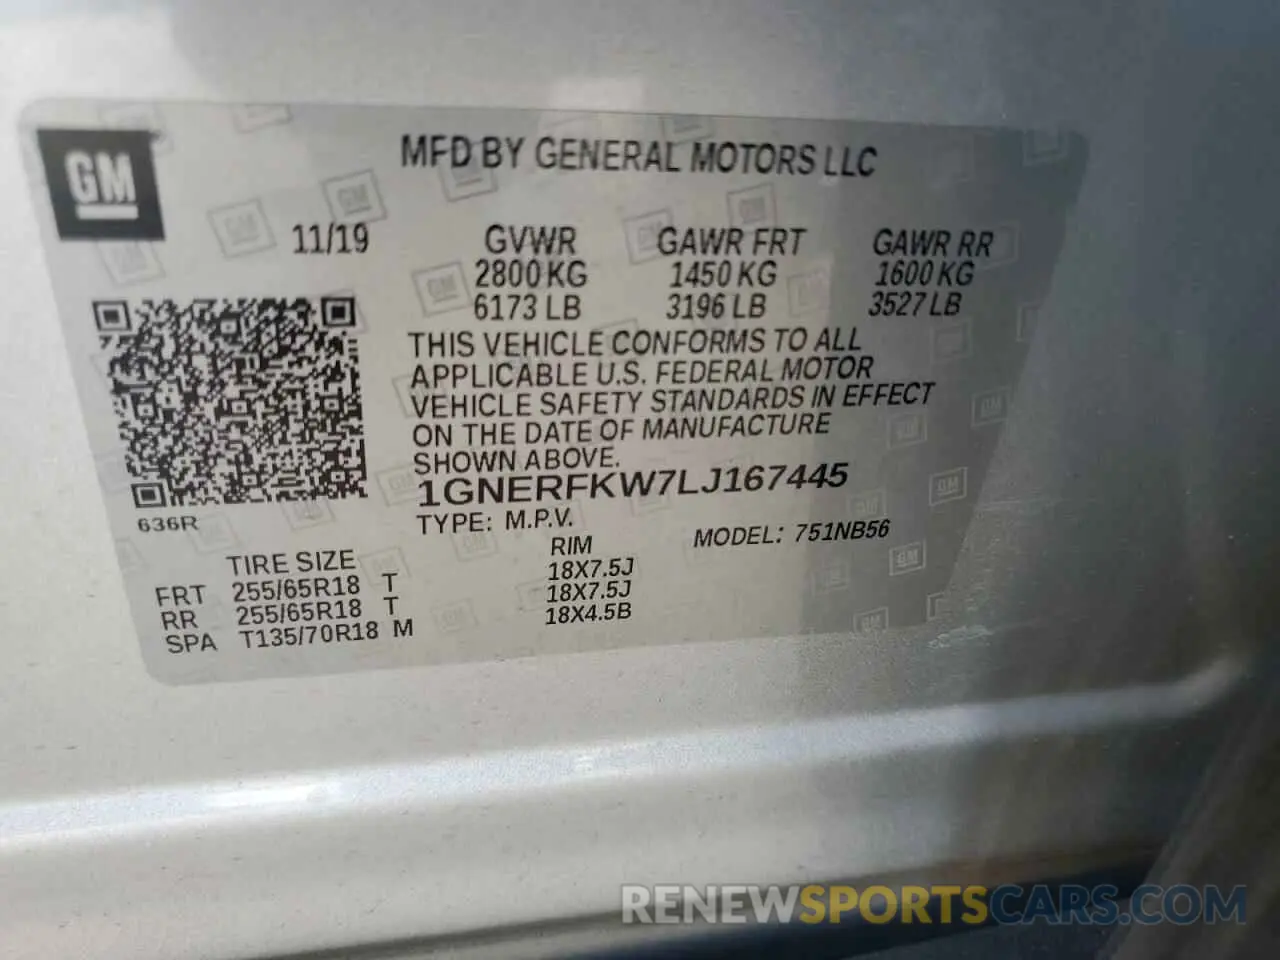 GM
MFD BY GENERAL MOTORS LLC
11/19 GVWR GAWR FRT GAWR RR
2800 KG 1450 KG 1600 KG
6173 LB 3196 LB 3527 LB
THIS VEHICLE CONFORMS TO ALL
APPLICABLE U.S. FEDERAL MOTOR
VEHICLE SAFETY STANDARDS IN EFFECT
ON THE DATE OF MANUFACTURE
SHOWN ABOVE.
1GNERFKW7LJ167445
636R
TYPE: M.P.V. MODEL: 751NB56
TIRE SIZE RIM
FRT 255/65R18 T 18X7.5J
RR 255/65R18 T 18X7.5J
SPA T135/70R18 M 18X4.5B
RENEWSPORTSCARS.COM